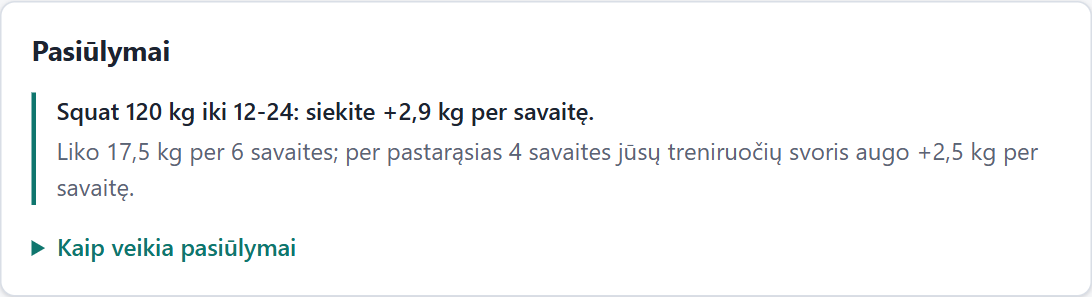 Pasiūlymai
Squat 120 kg iki 12-24: siekite +2,9 kg per savaitę.
Liko 17,5 kg per 6 savaites; per pastarąsias 4 savaites jūsų treniruočių svoris augo +2,5 kg per
savaitę.
Kaip veikia pasiūlymai